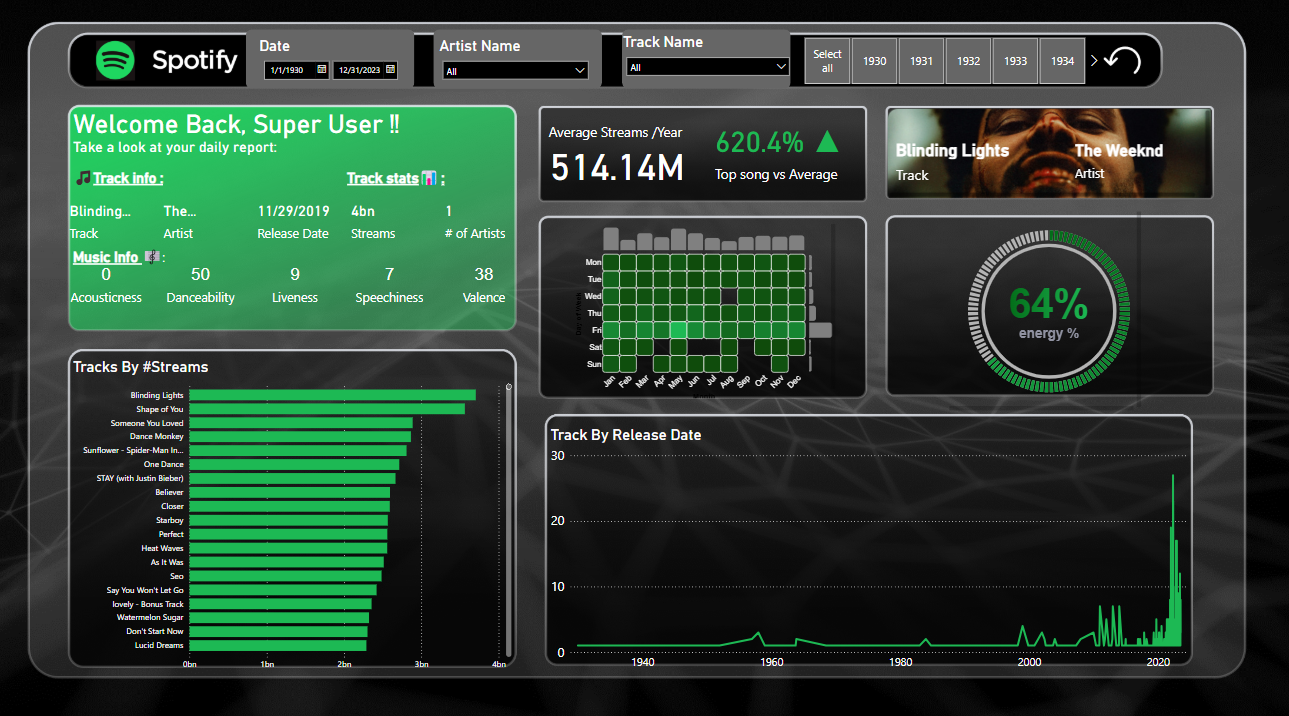 Spotify
Date
1/1/1930
12/31/2023
Artist Name
All
Track Name
All
Select all
1930
1931
1932
1933
1934
Welcome Back, Super User !!
Take a look at your daily report:
Track info :
Track stats :
Blinding... The... 11/29/2019 4bn 1
Track Artist Release Date Streams # of Artists
Music Info :
0 50 9 7 38
Acousticness Danceability Liveness Speechiness Valence
Average Streams /Year
514.14M
620.4%
Top song vs Average
Blinding Lights
Track
The Weeknd
Artist
Mon
Tue
Wed
Thu
Fri
Sat
Sun
Jan Feb Mar Apr May Jun Jul Aug Sep Oct Nov Dec
64%
energy %
Tracks By #Streams
Blinding Lights
Shape of You
Someone You Loved
Dance Monkey
Sunflower - Spider-Man In...
One Dance
STAY (with Justin Bieber)
Believer
Closer
Starboy
Perfect
Heat Waves
As It Was
Seo
Say You Won't Let Go
lovely - Bonus Track
Watermelon Sugar
Don't Start Now
Lucid Dreams
0bn 1bn 2bn 3bn 4bn
Track By Release Date
30
20
10
0
1940 1960 1980 2000 2020